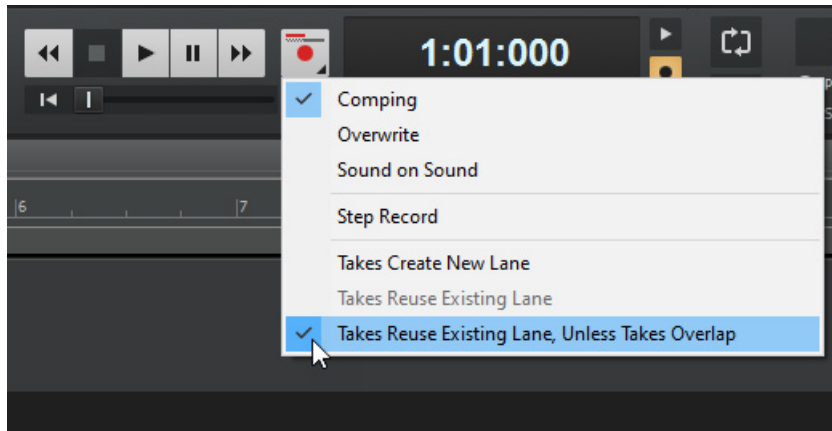 1:01:000
Comping
Overwrite
Sound on Sound
6 7
Step Record
Takes Create New Lane
Takes Reuse Existing Lane
Takes Reuse Existing Lane, Unless Takes Overlap